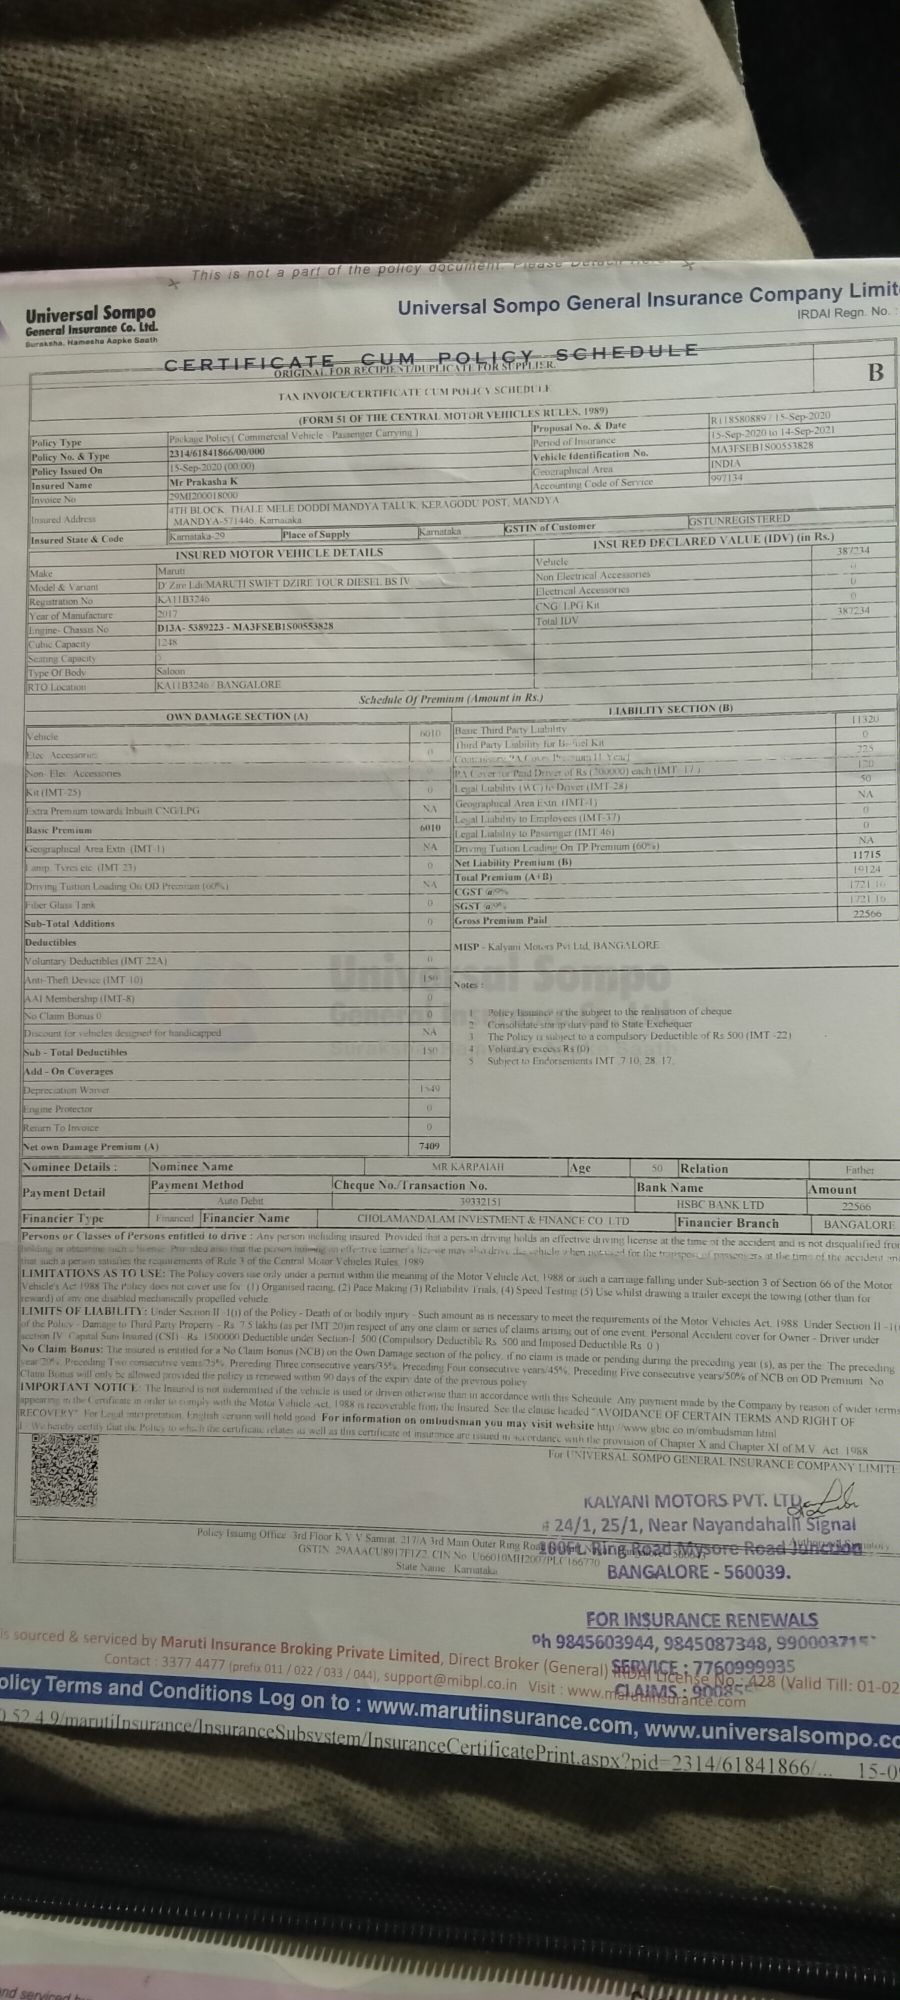 This is not a part of the policy document. Please Detach Here.
Universal Sompo
General Insurance Co. Ltd.
Suraksha, Hamesha Aapke Saath
Universal Sompo General Insurance Company Limit
IRDAI Regn. No. :
CERTIFICATE CUM POLICY SCHEDULE
ORIGINAL FOR RECIPIENT/DUPLICATE FOR SUPPLIER.
TAX INVOICE/CERTIFICATE CUM POLICY SCHEDULE
B
(FORM 51 OF THE CENTRAL MOTOR VEHICLES RULES, 1989)
Policy Type Package Policy( Commercial Vehicle - Passenger Carrying ) Proposal No. & Date R118580889 / 15-Sep-2020
Policy No. & Type 2314/61841866/00/000 Period of Insurance 15-Sep-2020 to 14-Sep-2021
Policy Issued On 15-Sep-2020 (00:00) Vehicle Identification No. MA3FSEB1S00553828
Insured Name Mr Prakasha K Geographical Area INDIA
Invoice No 29MI200018000 Accounting Code of Service 997134
Insured Address 4TH BLOCK, THALE MELE DODDI MANDYA TALUK, KERAGODU POST, MANDYA
MANDYA-571446, Karnataka
Insured State & Code Karnataka-29 Place of Supply Karnataka GSTIN of Customer GSTUNREGISTERED
INSURED MOTOR VEHICLE DETAILS INSURED DECLARED VALUE (IDV) (in Rs.)
Make Maruti Vehicle 387234
Model & Variant D' Zire Ldi/MARUTI SWIFT DZIRE TOUR DIESEL BS IV Non Electrical Accessories 0
Registration No KA11B3246 Electrical Accessories 0
Year of Manufacture 2017 CNG/LPG Kit 0
Engine- Chassis No D13A- 5389223 - MA3FSEB1S00553828 Total IDV 387234
Cubic Capacity 1248
Seating Capacity 5
Type Of Body Saloon
RTO Location KA11B3246 / BANGALORE
Schedule Of Premium (Amount in Rs.)
OWN DAMAGE SECTION (A) LIABILITY SECTION (B)
Vehicle 6010 Basic Third Party Liability 11320
Elec. Accessories 0 Third Party Liability for Bi-fuel Kit 0
Non- Elec Accessories 0 225
Kit (IMT-25) 0 PA Cover for Paid Driver of Rs (200000) each (IMT-17) 120
Extra Premium towards Inbuilt CNG/LPG NA Legal Liability (WC) to Driver (IMT-28) 50
Basic Premium 6010 Geographical Area Extn (IMT-1) NA
Geographical Area Extn (IMT-1) NA Legal Liability to Employees (IMT-37) 0
Lamp, Tyres etc. (IMT 23) 0 Legal Liability to Passenger (IMT 46) 0
Driving Tuition Loading On OD Premium (60%) NA Driving Tuition Loading On TP Premium (60%) NA
Fiber Glass Tank 0 Net Liability Premium (B) 11715
Sub-Total Additions 0 Total Premium (A+B) 19124
Deductibles CGST @9% 1721.16
Voluntary Deductibles (IMT 22A) 0 SGST @9% 1721.16
Anti-Theft Device (IMT 10) 150 Gross Premium Paid 22566
AAI Membership (IMT-8) 0 MISP - Kalyani Motors Pvt Ltd, BANGALORE
No Claim Bonus 0 0
Discount for vehicles designed for handicapped NA
Sub - Total Deductibles 150
Add - On Coverages
Depreciation Waiver 1549
Engine Protector 0
Return To Invoice 0
Net own Damage Premium (A) 7409
Notes :
1 Policy Issuance is the subject to the realisation of cheque
2 Consolidate stamp duty paid to State Exchequer
3 The Policy is subject to a compulsory Deductible of Rs 500 (IMT -22)
4 Voluntary excess Rs (0)
5 Subject to Endorsements IMT ,7,10, 28, 17,
Universal Sompo
General Insurance Co. Ltd.
Nominee Details : Nominee Name MR KARPAIAH Age 50 Relation Father
Payment Detail Payment Method Cheque No./Transaction No. Bank Name Amount
Auto Debit 39332151 HSBC BANK LTD 22566
Financier Type Financed Financier Name CHOLAMANDALAM INVESTMENT & FINANCE CO. LTD Financier Branch BANGALORE
Persons or Classes of Persons entitled to drive : Any person including insured. Provided that a person driving holds an effective driving license at the time of the accident and is not disqualified from
holding or obtaining such a license. Provided also that the person holding an effective learner's license may also drive the vehicle when not used for the transport of passengers at the time of the accident and
that such a person satisfies the requirements of Rule 3 of the Central Motor Vehicles Rules, 1989
LIMITATIONS AS TO USE: The Policy covers use only under a permit within the meaning of the Motor Vehicle Act, 1988 or such a carriage falling under Sub-section 3 of Section 66 of the Motor
Vehicle's Act 1988 The Policy does not cover use for (1) Organised racing, (2) Pace Making (3) Reliability Trials, (4) Speed Testing (5) Use whilst drawing a trailer except the towing (other than for
reward) of any one disabled mechanically propelled vehicle
LIMITS OF LIABILITY : Under Section II -1(i) of the Policy - Death of or bodily injury - Such amount as is necessary to meet the requirements of the Motor Vehicles Act, 1988. Under Section II -1(i
of the Policy - Damage to Third Party Property - Rs. 7.5 lakhs (as per IMT 20)in respect of any one claim or series of claims arising out of one event. Personal Accident cover for Owner - Driver under
section IV Capital Sum Insured (CSI) - Rs. 1500000 Deductible under Section-I 500 (Compulsory Deductible Rs. 500 and Imposed Deductible Rs. 0 )
No Claim Bonus: The insured is entitled for a No Claim Bonus (NCB) on the Own Damage section of the policy, if no claim is made or pending during the preceding year (s), as per the: The preceding
year/20%, Preceding Two consecutive years/25%, Preceding Three consecutive years/35%, Preceding Four consecutive years/45%, Preceding Five consecutive years/50% of NCB on OD Premium. No
Claim Bonus will only be allowed provided the policy is renewed within 90 days of the expiry date of the previous policy
IMPORTANT NOTICE: The Insured is not indemnified if the vehicle is used or driven otherwise than in accordance with this Schedule. Any payment made by the Company by reason of wider terms
appearing in the Certificate in order to comply with the Motor Vehicle Act, 1988 is recoverable from the Insured. See the clause headed "AVOIDANCE OF CERTAIN TERMS AND RIGHT OF
RECOVERY". For Legal interpretation, English version will hold good. For information on ombudsman you may visit website http://www.gbic.co.in/ombudsman.html
I / We hereby certify that the Policy to which the certificate relates as well as this certificate of insurance are issued in accordance with the provision of Chapter X and Chapter XI of M.V. Act. 1988
For UNIVERSAL SOMPO GENERAL INSURANCE COMPANY LIMITE
KALYANI MOTORS PVT. LTD
# 24/1, 25/1, Near Nayandahalli Signal
Authorised Signatory
100Ft. Ring Road Mysore Road Junction
BANGALORE - 560039.
Policy Issuing Office 3rd Floor K V V Samrat, 217/A 3rd Main Outer Ring Road
GSTIN 29AAACU8917F1Z2, CIN No. U66010MH2007PLC166770
State Name Karnataka
FOR INSURANCE RENEWALS
Ph 9845603944, 9845087348, 990003715
SERVICE : 7760999935
CLAIMS : 90085
is sourced & serviced by Maruti Insurance Broking Private Limited, Direct Broker (General) IRDAI License No.: 428 (Valid Till: 01-02
Contact : 3377 4477 (prefix 011 / 022 / 033 / 044), support@mibpl.co.in Visit : www.marutiinsurance.com
olicy Terms and Conditions Log on to : www.marutiinsurance.com, www.universalsompo.co
0.52.4.9/marutiInsurance/InsuranceSubsystem/InsuranceCertificatePrint.aspx?pid=2314/61841866/... 15-0
and serviced b